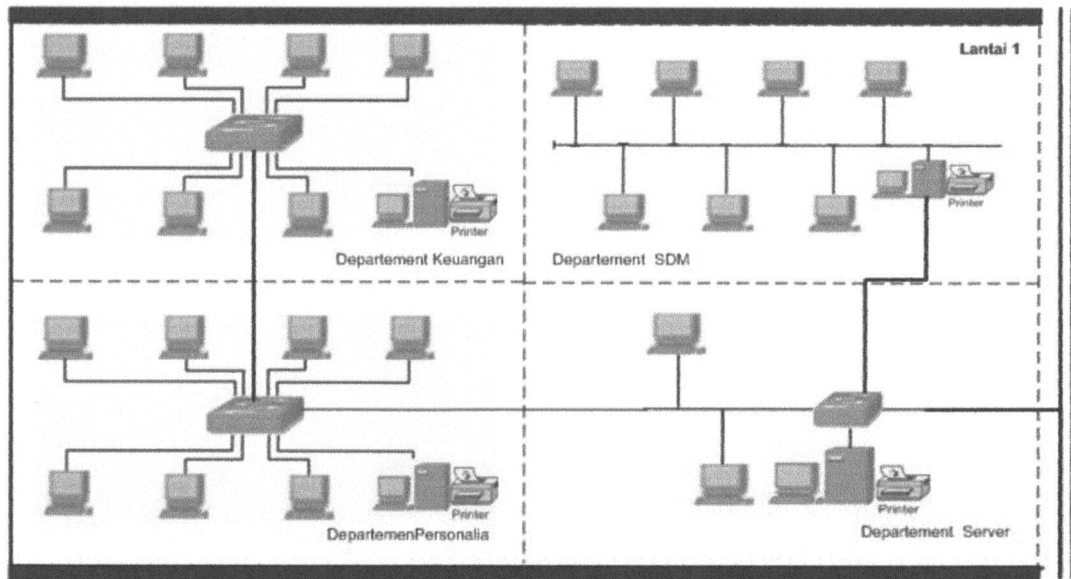 Lantai 1
Printer
Departement Keuangan
Printer
Departement SDM
Printer
DepartemenPersonalia
Printer
Departement Server